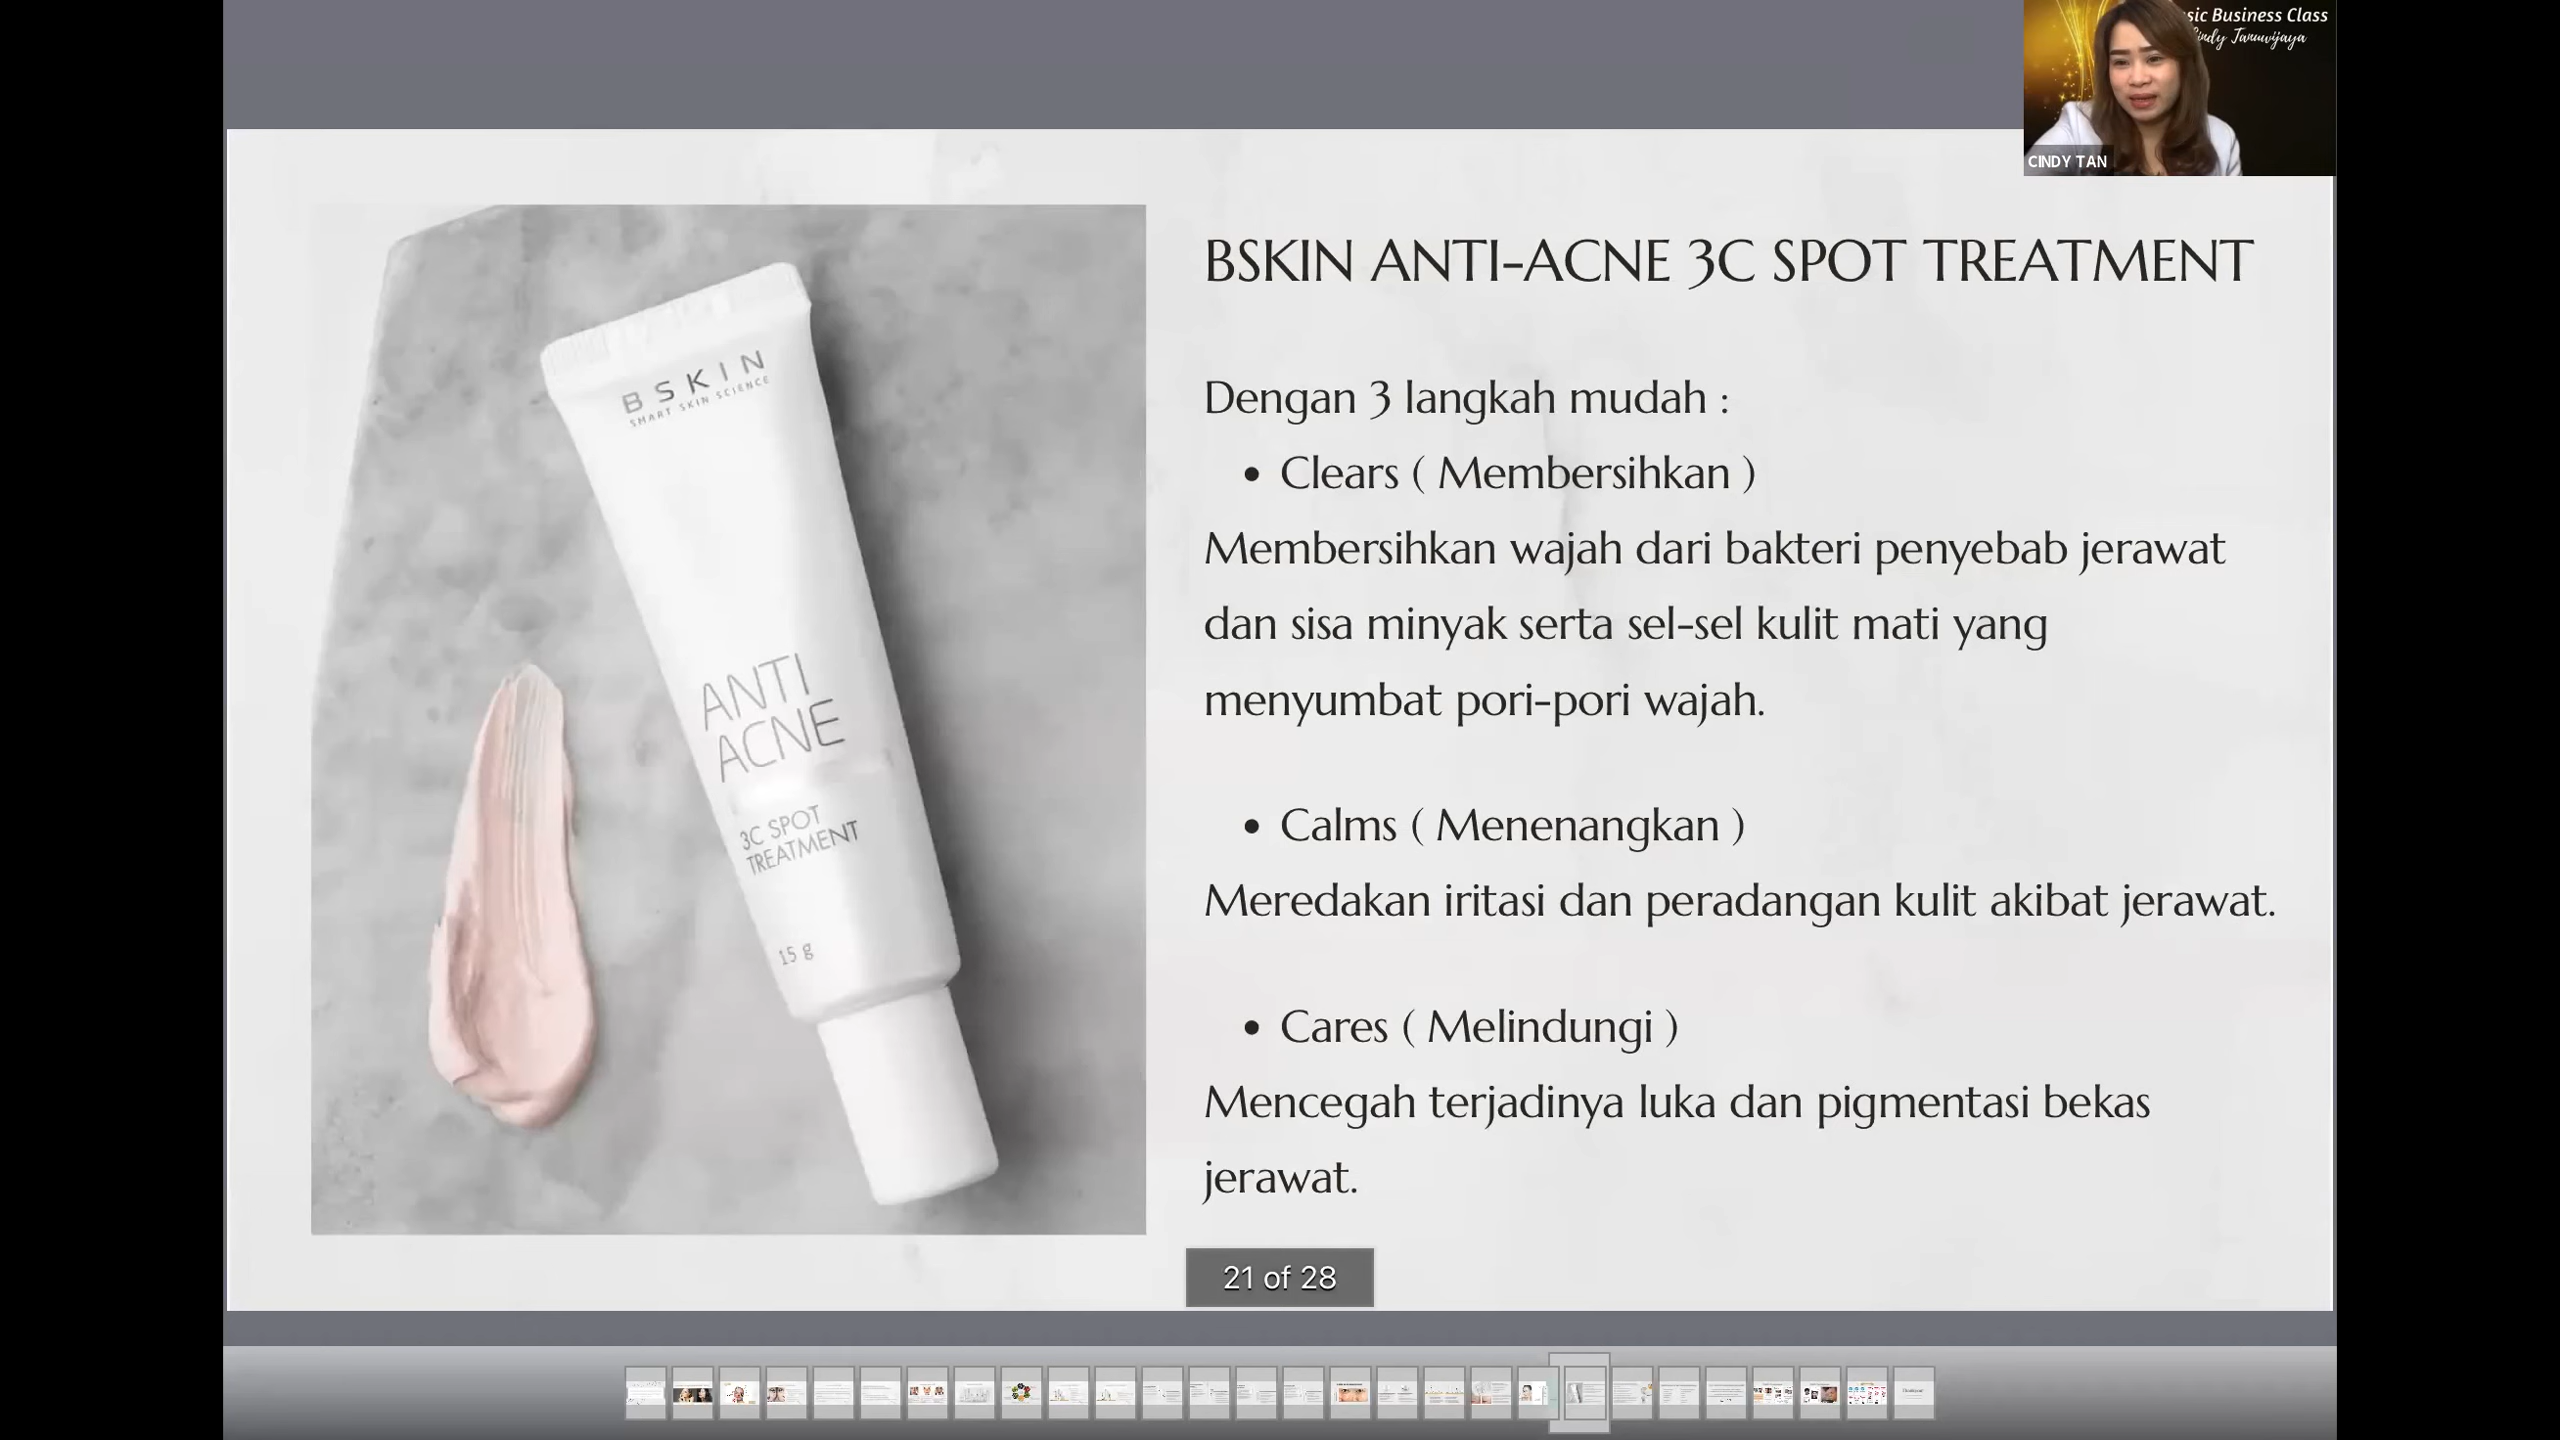 sic Business Class
Cindy Tanuwijaya
CINDY TAN
BSKIN
SMART SKIN SCIENCE
ANTI
ACNE
3C SPOT
TREATMENT
15 g
BSKIN ANTI-ACNE 3C SPOT TREATMENT
Dengan 3 langkah mudah :
• Clears ( Membersihkan )
Membersihkan wajah dari bakteri penyebab jerawat
dan sisa minyak serta sel-sel kulit mati yang
menyumbat pori-pori wajah.
• Calms ( Menenangkan )
Meredakan iritasi dan peradangan kulit akibat jerawat.
• Cares ( Melindungi )
Mencegah terjadinya luka dan pigmentasi bekas
jerawat.
21 of 28